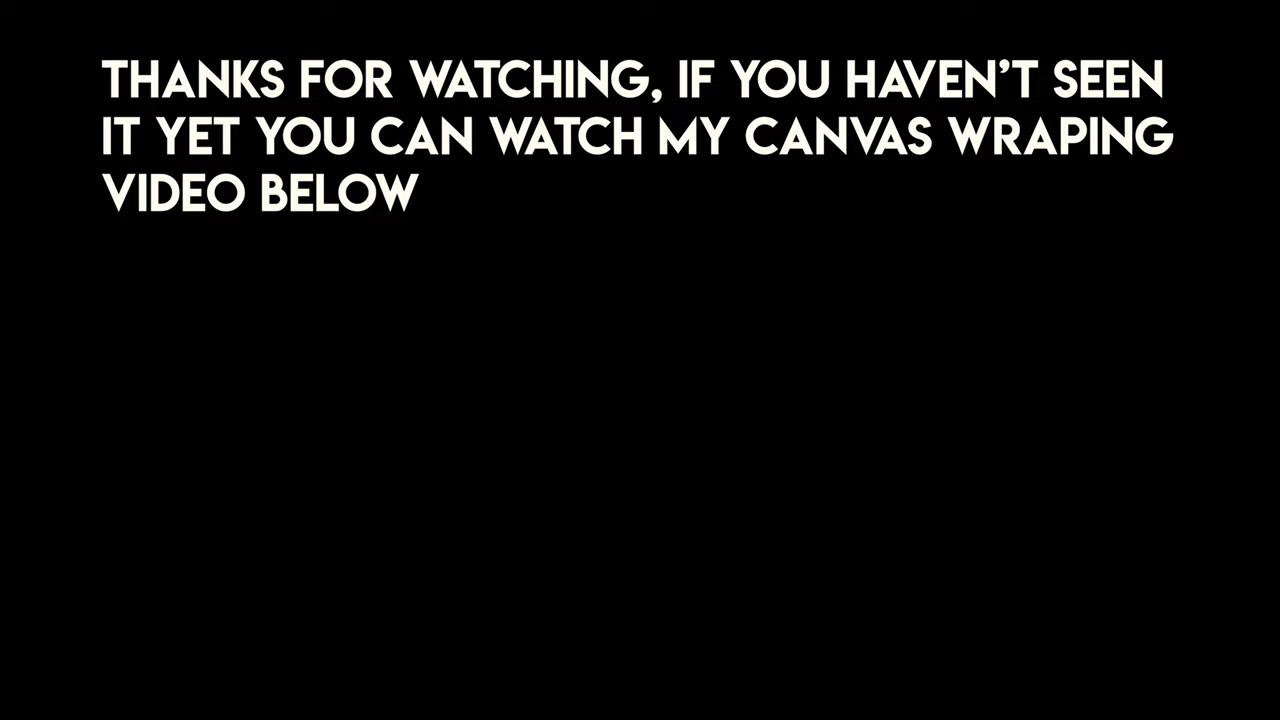 THANKS FOR WATCHING, IF YOU HAVEN’T SEEN
IT YET YOU CAN WATCH MY CANVAS WRAPING
VIDEO BELOW